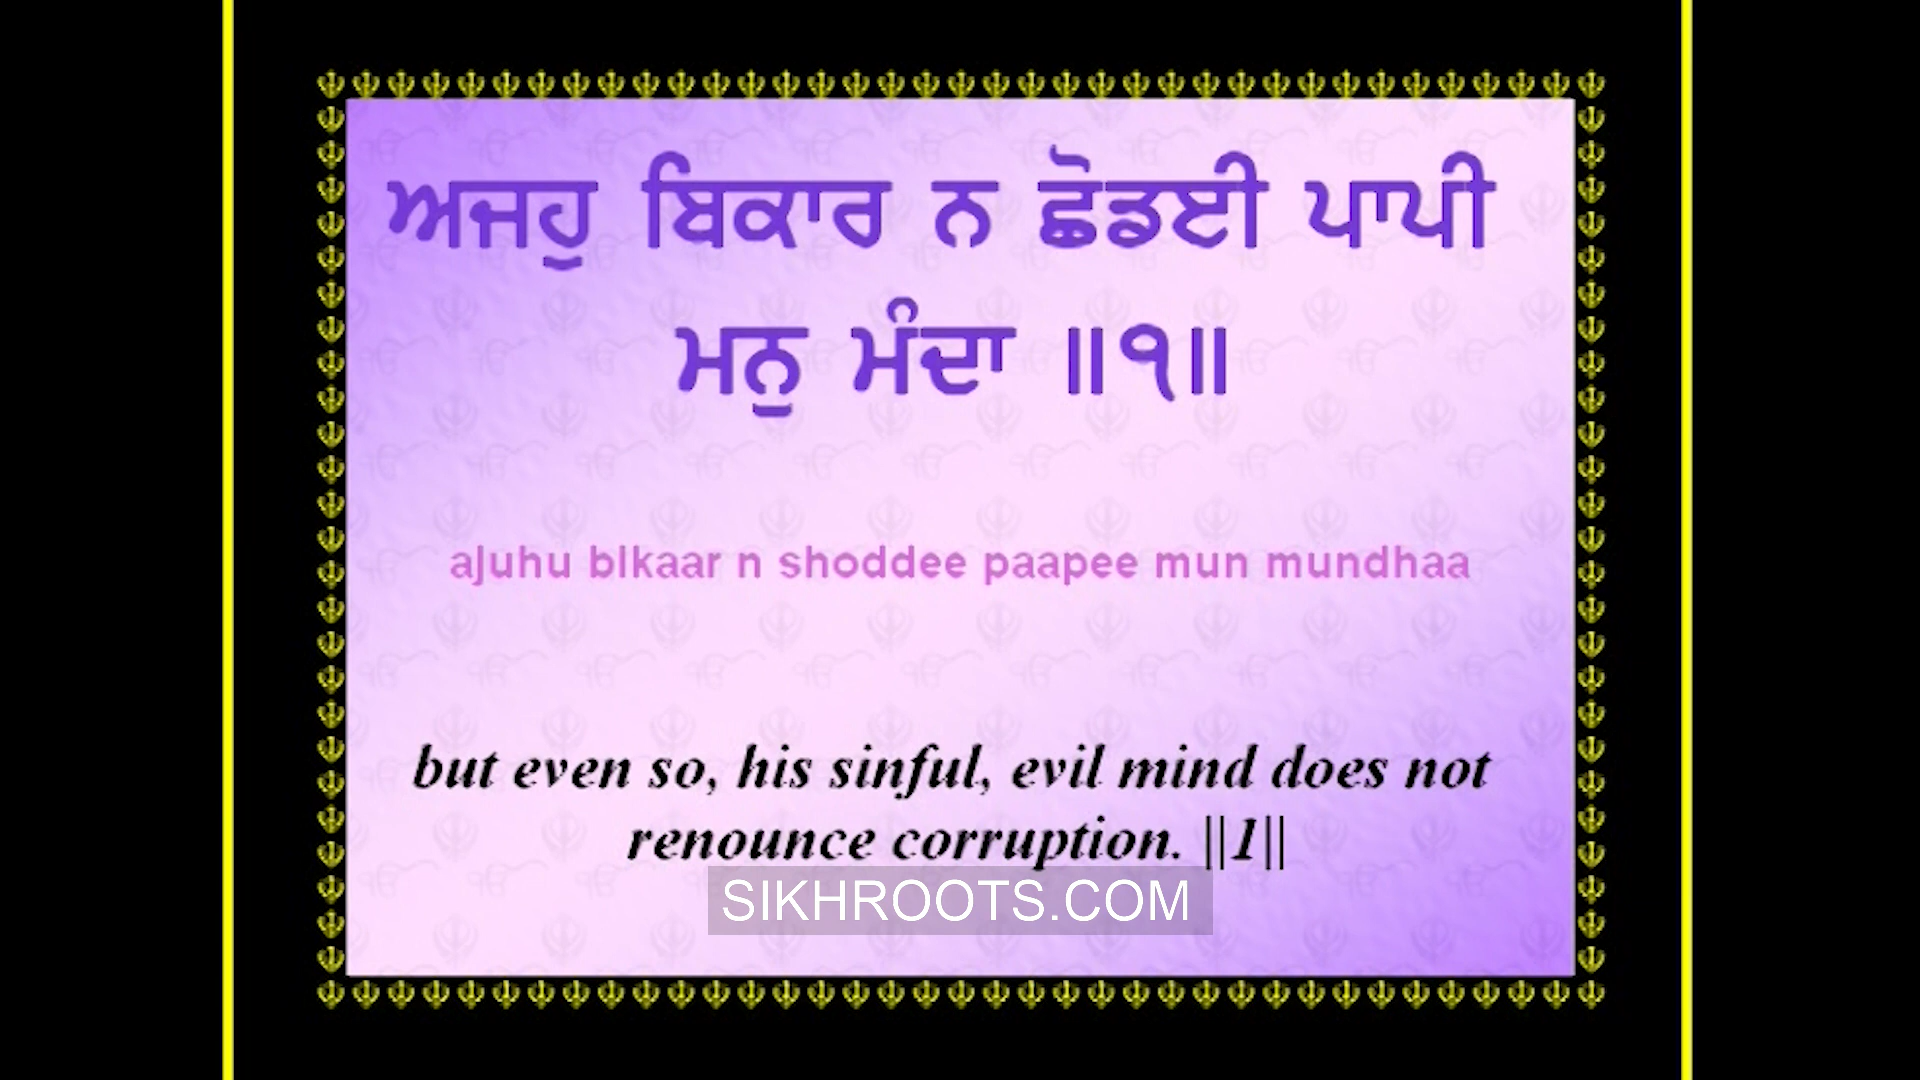 ਅਜਹੁ ਬਿਕਾਰ ਨ ਛੋਡਈ ਪਾਪੀ
ਮਨੁ ਮੰਦਾ ॥੧॥
ajuhu bikaar n shoddee paapee mun mundhaa
but even so, his sinful, evil mind does not
renounce corruption. ||1||
SIKHROOTS.COM